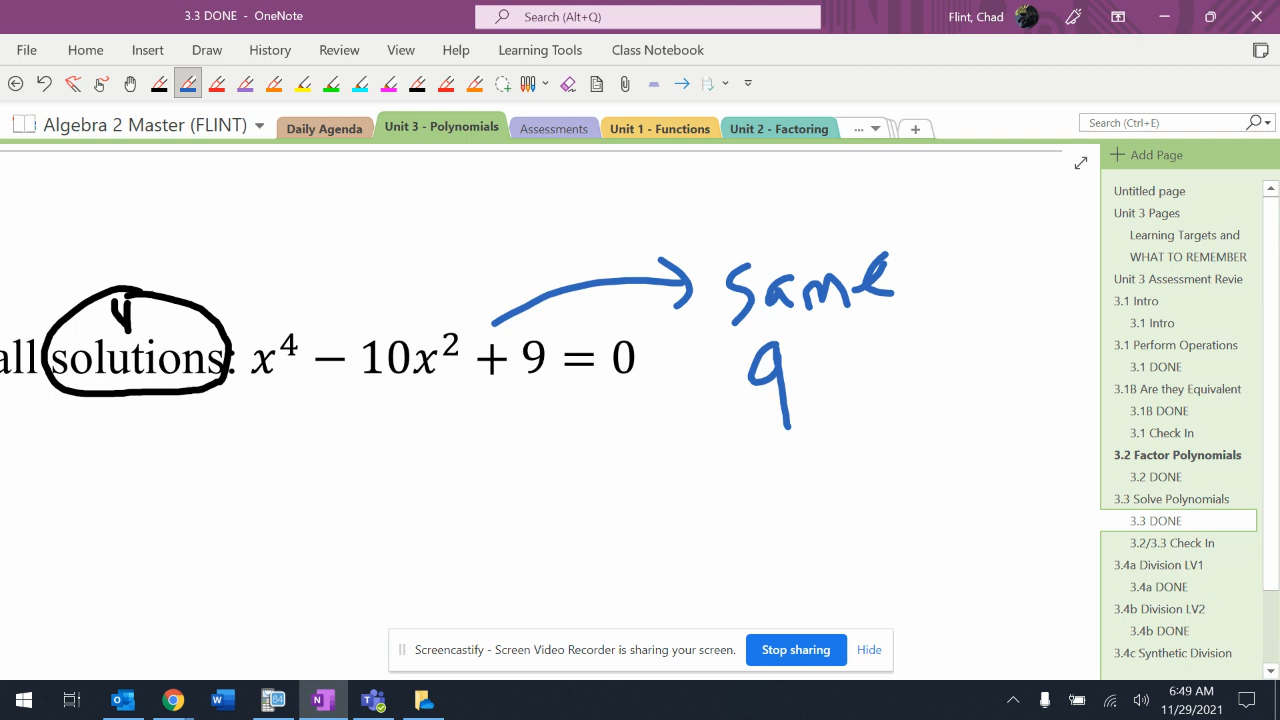 3.3 DONE - OneNote
Search (Alt+Q)
Flint, Chad
File Home Insert Draw History Review View Help Learning Tools Class Notebook
Algebra 2 Master (FLINT)
Daily Agenda
Unit 3 - Polynomials
Assessments
Unit 1 - Functions
Unit 2 - Factoring
...
Search (Ctrl+E)
Add Page
Untitled page
Unit 3 Pages
Learning Targets and
WHAT TO REMEMBER
Unit 3 Assessment Revie
3.1 Intro
3.1 Intro
3.1 Perform Operations
3.1 DONE
3.1B Are they Equivalent
3.1B DONE
3.1 Check In
3.2 Factor Polynomials
3.2 DONE
3.3 Solve Polynomials
3.3 DONE
3.2/3.3 Check In
3.4a Division LV1
3.4a DONE
3.4b Division LV2
3.4b DONE
3.4c Synthetic Division
same
4
all solutions: x⁴ − 10x² + 9 = 0
9
Screencastify - Screen Video Recorder is sharing your screen.
Stop sharing
Hide
84
6:49 AM
11/29/2021